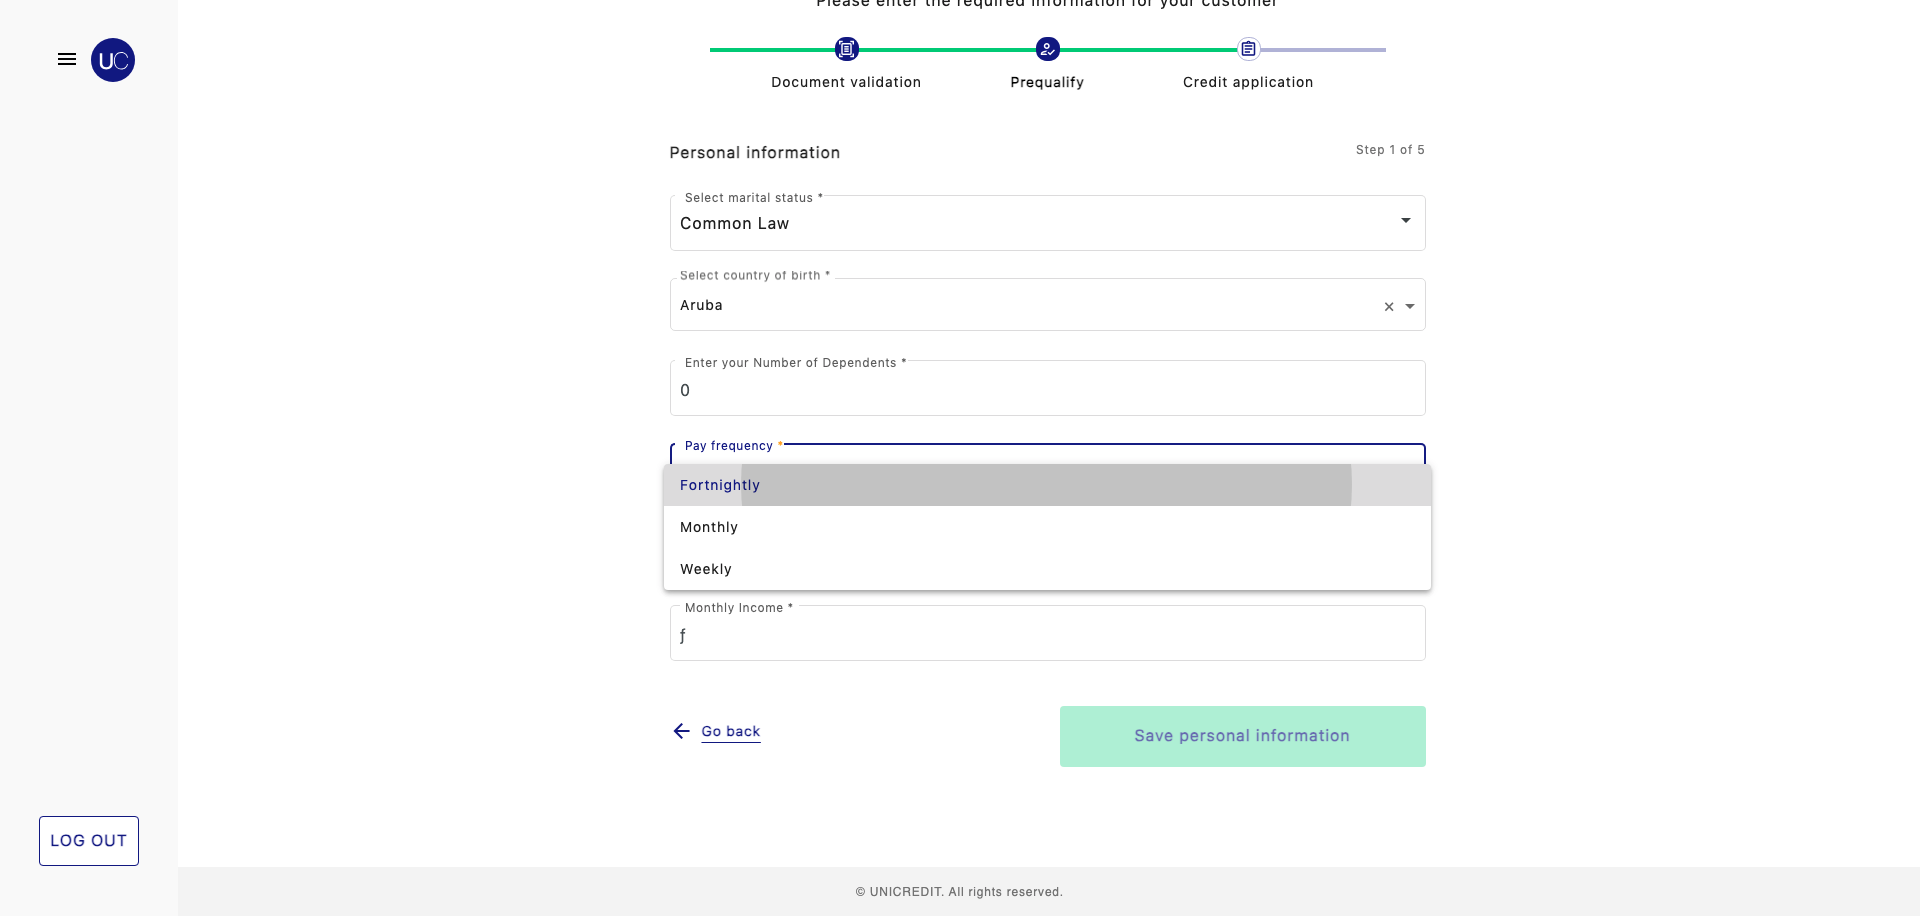 Please enter the required information for your customer
UC
Document validation
Prequalify
Credit application
Personal information
Step 1 of 5
Select marital status *
Common Law
Select country of birth *
Aruba
Enter your Number of Dependents *
0
Pay frequency *
Fortnightly
Monthly
Weekly
Monthly Income *
ƒ
Go back
Save personal information
LOG OUT
© UNICREDIT. All rights reserved.